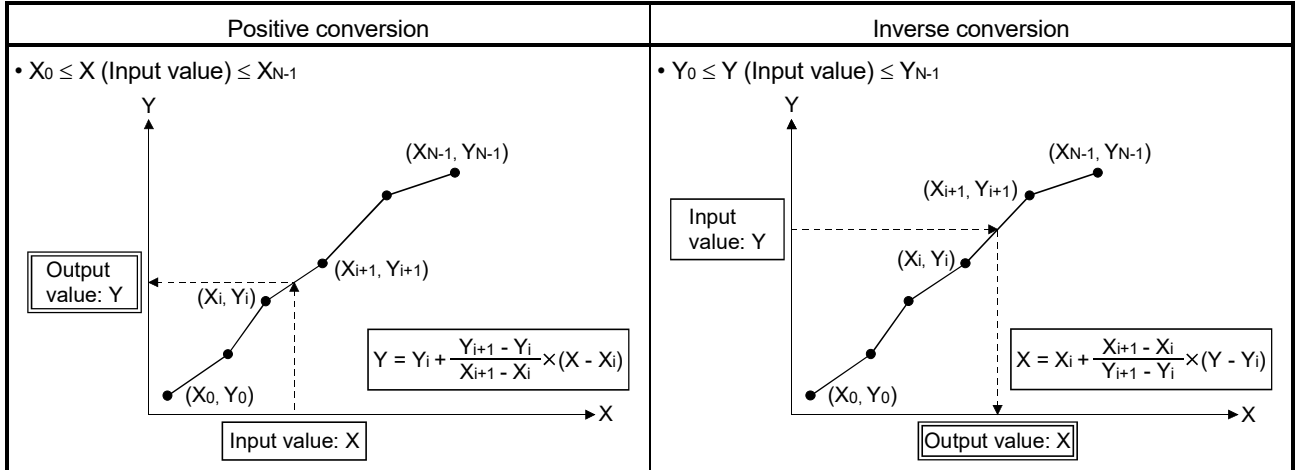 Positive conversion
• X0 ≤ X (Input value) ≤ XN-1
Y
(XN-1, YN-1)
Output
value: Y
(Xi+1, Yi+1)
(Xi, Yi)
Y = Yi + Yi+1 - Yi / Xi+1 - Xi ×(X - Xi)
(X0, Y0)
X
Input value: X
Inverse conversion
• Y0 ≤ Y (Input value) ≤ YN-1
Y
(XN-1, YN-1)
(Xi+1, Yi+1)
Input
value: Y
(Xi, Yi)
X = Xi + Xi+1 - Xi / Yi+1 - Yi ×(Y - Yi)
(X0, Y0)
X
Output value: X